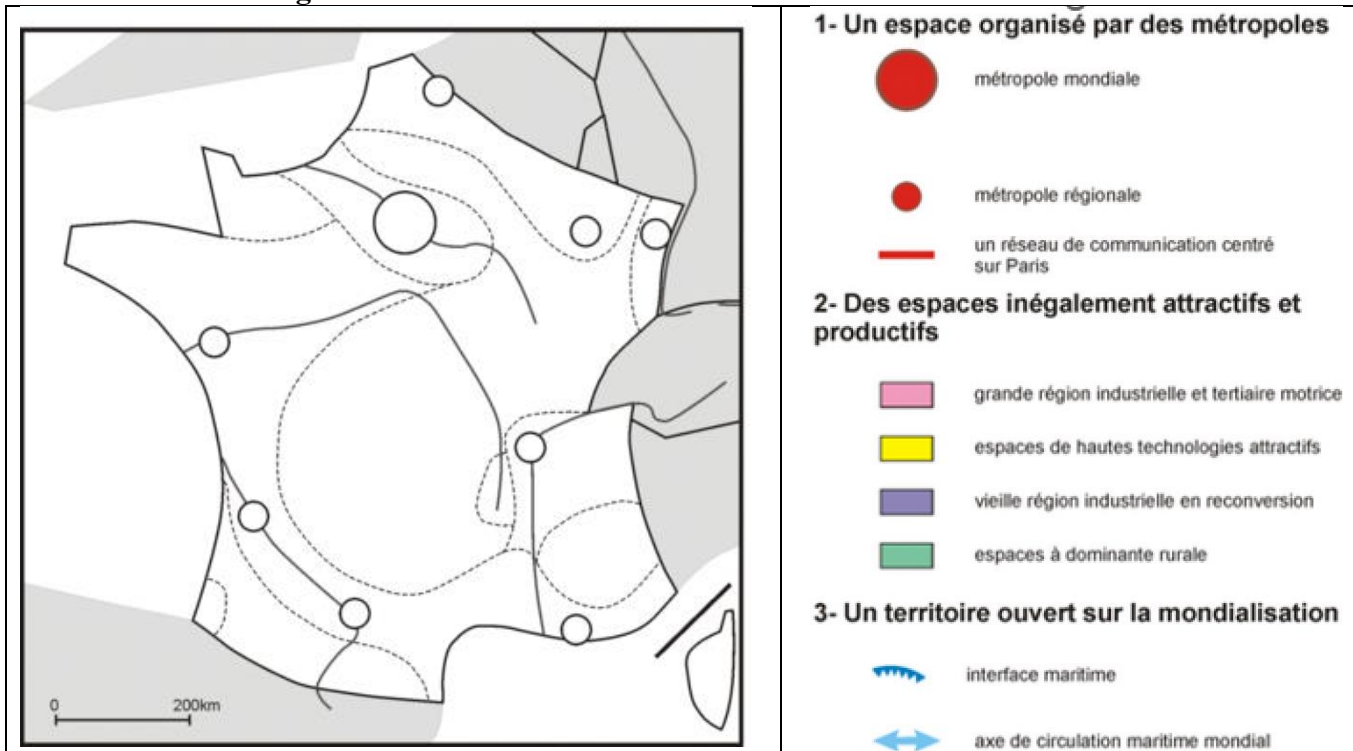 0 200km
1- Un espace organisé par des métropoles
métropole mondiale
métropole régionale
un réseau de communication centré
sur Paris
2- Des espaces inégalement attractifs et
productifs
grande région industrielle et tertiaire motrice
espaces de hautes technologies attractifs
vieille région industrielle en reconversion
espaces à dominante rurale
3- Un territoire ouvert sur la mondialisation
interface maritime
axe de circulation maritime mondial